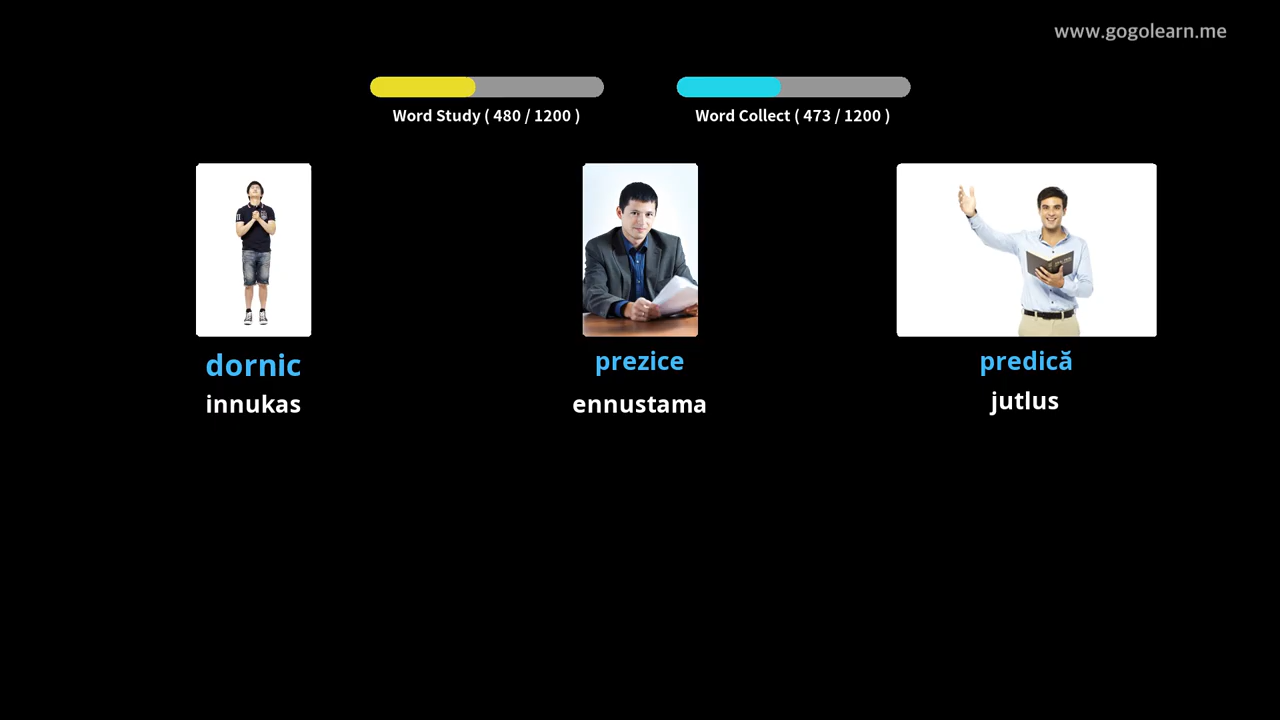 www.gogolearn.me
Word Study ( 480 / 1200 )
Word Collect ( 473 / 1200 )
dornic
innukas
prezice
ennustama
predică
jutlus